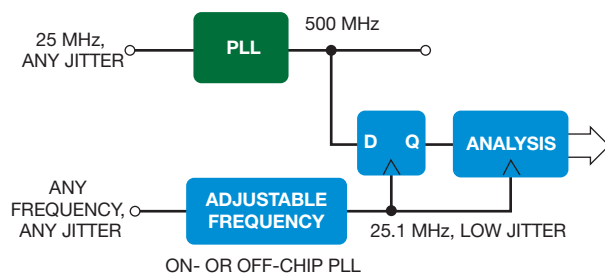 25 MHz,
ANY JITTER
PLL
500 MHz
D Q
ANALYSIS
ANY
FREQUENCY,
ANY JITTER
ADJUSTABLE
FREQUENCY
25.1 MHz, LOW JITTER
ON- OR OFF-CHIP PLL